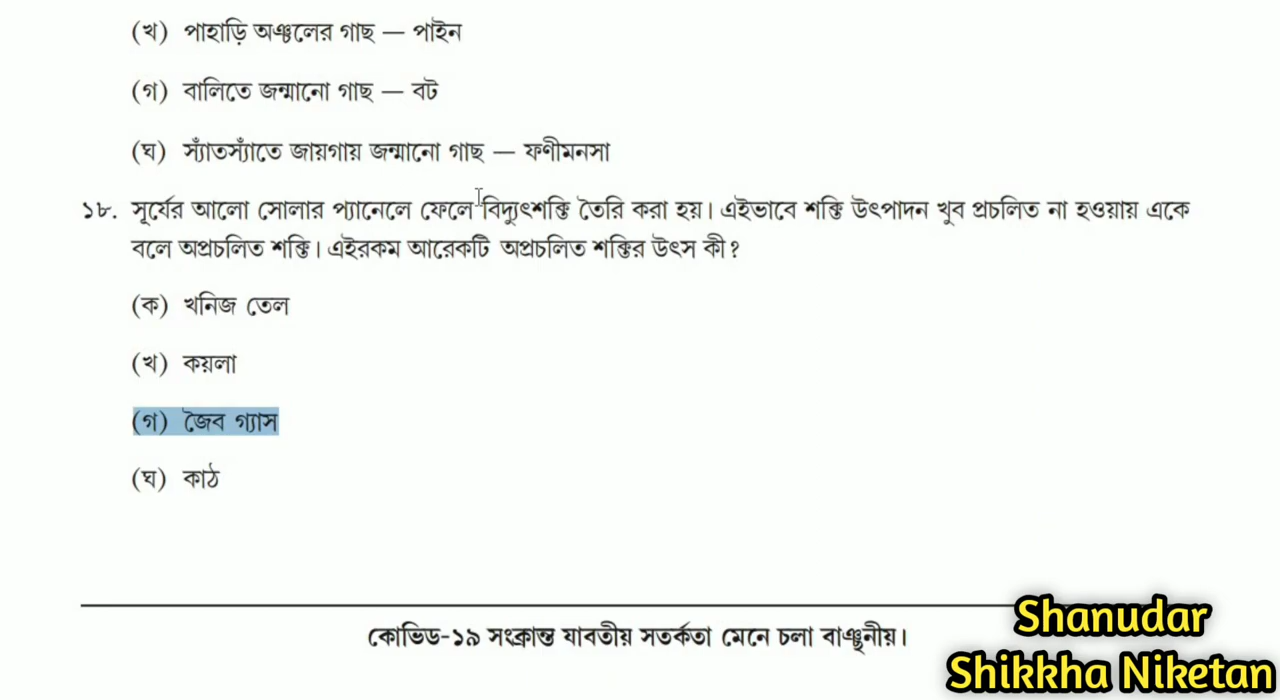 (খ) পাহাড়ি অঞ্চলের গাছ — পাইন
(গ) বালিতে জন্মানো গাছ — বট
(ঘ) স্যাঁতস্যাঁতে জায়গায় জন্মানো গাছ — ফণীমনসা
১৮. সূর্যের আলো সোলার প্যানেলে ফেলে বিদ্যুৎশক্তি তৈরি করা হয়। এইভাবে শক্তি উৎপাদন খুব প্রচলিত না হওয়ায় একে
বলে অপ্রচলিত শক্তি। এইরকম আরেকটি অপ্রচলিত শক্তির উৎস কী?
(ক) খনিজ তেল
(খ) কয়লা
(গ) জৈব গ্যাস
(ঘ) কাঠ
কোভিড-১৯ সংক্রান্ত যাবতীয় সতর্কতা মেনে চলা বাঞ্ছনীয়।
Shanudar
Shikkha Niketan